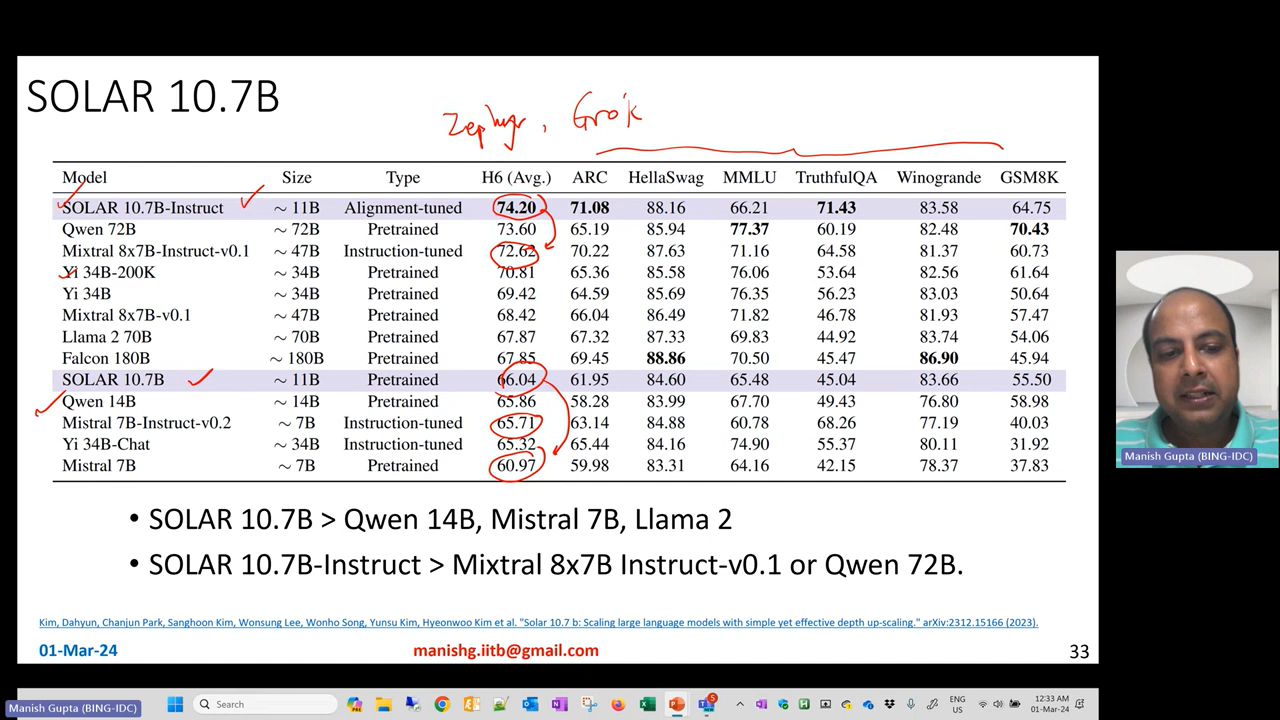 SOLAR 10.7B
Zephyr, Grok
Model Size Type H6 (Avg.) ARC HellaSwag MMLU TruthfulQA Winogrande GSM8K
SOLAR 10.7B-Instruct ∼ 11B Alignment-tuned 74.20 71.08 88.16 66.21 71.43 83.58 64.75
Qwen 72B ∼ 72B Pretrained 73.60 65.19 85.94 77.37 60.19 82.48 70.43
Mixtral 8x7B-Instruct-v0.1 ∼ 47B Instruction-tuned 72.62 70.22 87.63 71.16 64.58 81.37 60.73
Yi 34B-200K ∼ 34B Pretrained 70.81 65.36 85.58 76.06 53.64 82.56 61.64
Yi 34B ∼ 34B Pretrained 69.42 64.59 85.69 76.35 56.23 83.03 50.64
Mixtral 8x7B-v0.1 ∼ 47B Pretrained 68.42 66.04 86.49 71.82 46.78 81.93 57.47
Llama 2 70B ∼ 70B Pretrained 67.87 67.32 87.33 69.83 44.92 83.74 54.06
Falcon 180B ∼ 180B Pretrained 67.85 69.45 88.86 70.50 45.47 86.90 45.94
SOLAR 10.7B ∼ 11B Pretrained 66.04 61.95 84.60 65.48 45.04 83.66 55.50
Qwen 14B ∼ 14B Pretrained 65.86 58.28 83.99 67.70 49.43 76.80 58.98
Mistral 7B-Instruct-v0.2 ∼ 7B Instruction-tuned 65.71 63.14 84.88 60.78 68.26 77.19 40.03
Yi 34B-Chat ∼ 34B Instruction-tuned 65.32 65.44 84.16 74.90 55.37 80.11 31.92
Mistral 7B ∼ 7B Pretrained 60.97 59.98 83.31 64.16 42.15 78.37 37.83
• SOLAR 10.7B > Qwen 14B, Mistral 7B, Llama 2
• SOLAR 10.7B-Instruct > Mixtral 8x7B Instruct-v0.1 or Qwen 72B.
Kim, Dahyun, Chanjun Park, Sanghoon Kim, Wonsung Lee, Wonho Song, Yunsu Kim, Hyeonwoo Kim et al. "Solar 10.7 b: Scaling large language models with simple yet effective depth up-scaling." arXiv:2312.15166 (2023).
01-Mar-24 manishg.iitb@gmail.com 33
Manish Gupta (BING-IDC)
Manish Gupta (BING-IDC)
Search
ENG
US
12:33 AM
01-Mar-24